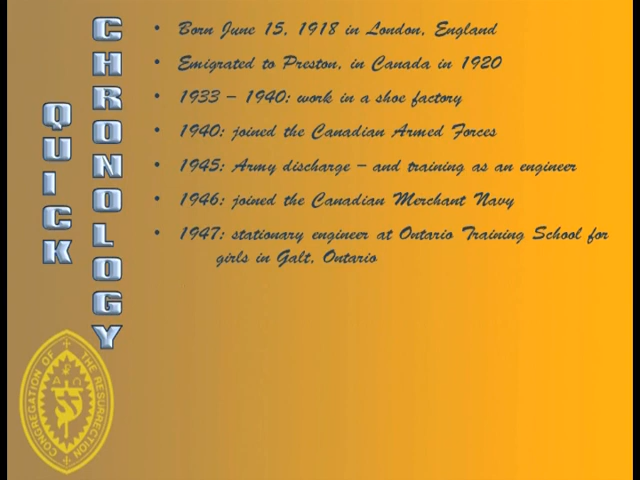 QUICK
CHRONOLOGY
• Born June 15, 1918 in London, England
• Emigrated to Preston, in Canada in 1920
• 1933 – 1940: work in a shoe factory
• 1940: joined the Canadian Armed Forces
• 1945: Army discharge – and training as an engineer
• 1946: joined the Canadian Merchant Navy
• 1947: stationary engineer at Ontario Training School for
girls in Galt, Ontario
CONGREGATION OF THE RESURRECTION
Α Ω